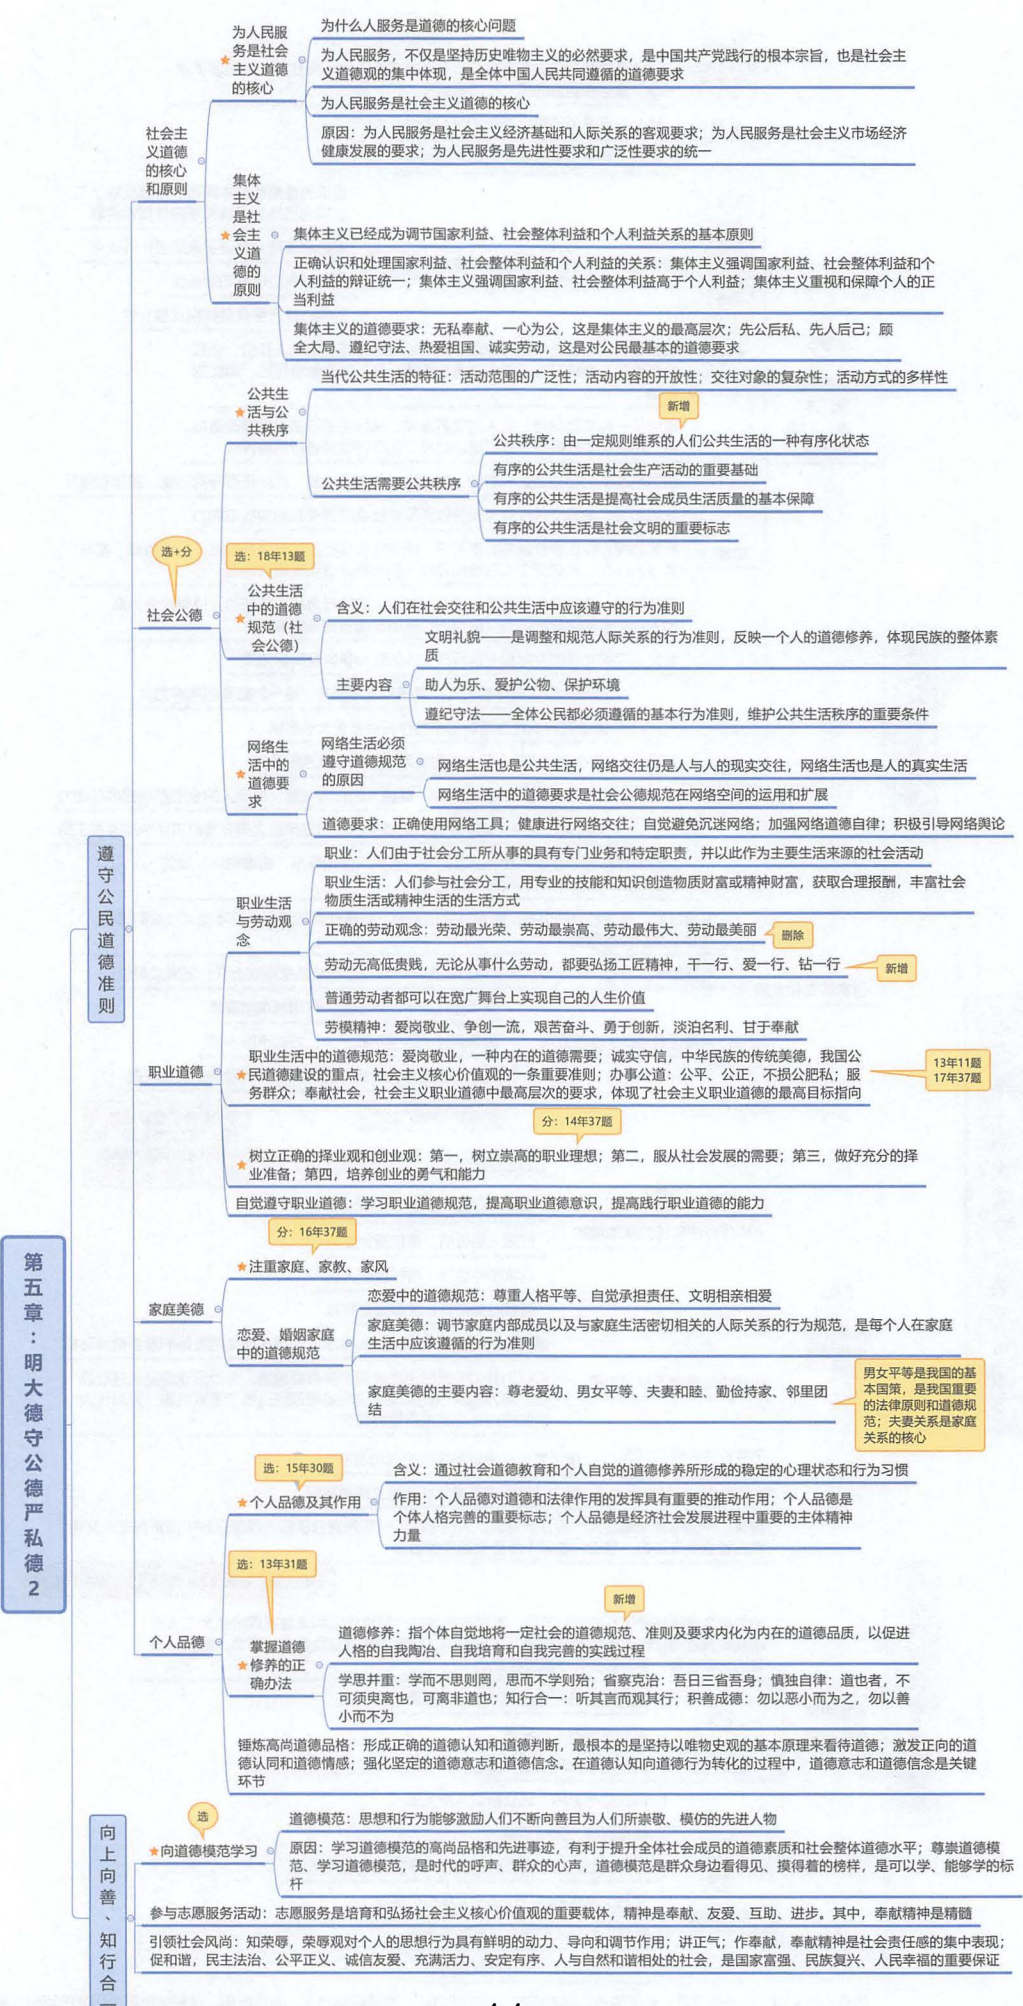 第五章：明大德守公德严私德2
遵守公民道德准则
社会主
义道德
的核心
和原则
为人民服
务是社会
主义道德
的核心
为什么人服务是道德的核心问题
为人民服务，不仅是坚持历史唯物主义的必然要求，是中国共产党践行的根本宗旨，也是社会主
义道德观的集中体现，是全体中国人民共同遵循的道德要求
为人民服务是社会主义道德的核心
原因：为人民服务是社会主义经济基础和人际关系的客观要求；为人民服务是社会主义市场经济
健康发展的要求；为人民服务是先进性要求和广泛性要求的统一
集体
主义
是社
会主
义道
德的
原则
集体主义已经成为调节国家利益、社会整体利益和个人利益关系的基本原则
正确认识和处理国家利益、社会整体利益和个人利益的关系：集体主义强调国家利益、社会整体利益和个
人利益的辩证统一；集体主义强调国家利益、社会整体利益高于个人利益；集体主义重视和保障个人的正
当利益
集体主义的道德要求：无私奉献、一心为公，这是集体主义的最高层次；先公后私、先人后己；顾
全大局、遵纪守法、热爱祖国、诚实劳动，这是对公民最基本的道德要求
选+分
社会公德
公共生
活与公
共秩序
当代公共生活的特征：活动范围的广泛性；活动内容的开放性；交往对象的复杂性；活动方式的多样性
公共生活需要公共秩序
新增
公共秩序：由一定规则维系的人们公共生活的一种有序化状态
有序的公共生活是社会生产活动的重要基础
有序的公共生活是提高社会成员生活质量的基本保障
有序的公共生活是社会文明的重要标志
选：18年13题
公共生活
中的道德
规范（社
会公德）
含义：人们在社会交往和公共生活中应该遵守的行为准则
主要内容
文明礼貌——是调整和规范人际关系的行为准则，反映一个人的道德修养，体现民族的整体素
质
助人为乐、爱护公物、保护环境
遵纪守法——全体公民都必须遵循的基本行为准则，维护公共生活秩序的重要条件
网络生
活中的
道德要
求
网络生活必须
遵守道德规范
的原因
网络生活也是公共生活，网络交往仍是人与人的现实交往，网络生活也是人的真实生活
网络生活中的道德要求是社会公德规范在网络空间的运用和扩展
道德要求：正确使用网络工具；健康进行网络交往；自觉避免沉迷网络；加强网络道德自律；积极引导网络舆论
职业道德
职业生活
与劳动观
念
职业：人们由于社会分工所从事的具有专门业务和特定职责，并以此作为主要生活来源的社会活动
职业生活：人们参与社会分工，用专业的技能和知识创造物质财富或精神财富，获取合理报酬，丰富社会
物质生活或精神生活的生活方式
正确的劳动观念：劳动最光荣、劳动最崇高、劳动最伟大、劳动最美丽
删除
劳动无高低贵贱，无论从事什么劳动，都要弘扬工匠精神，干一行、爱一行、钻一行
新增
普通劳动者都可以在宽广舞台上实现自己的人生价值
劳模精神：爱岗敬业、争创一流，艰苦奋斗、勇于创新，淡泊名利、甘于奉献
职业生活中的道德规范：爱岗敬业，一种内在的道德需要；诚实守信，中华民族的传统美德，我国公
民道德建设的重点，社会主义核心价值观的一条重要准则；办事公道：公平、公正，不损公肥私；服
务群众；奉献社会，社会主义职业道德中最高层次的要求，体现了社会主义职业道德的最高目标指向
13年11题
17年37题
分：14年37题
树立正确的择业观和创业观：第一，树立崇高的职业理想；第二，服从社会发展的需要；第三，做好充分的择
业准备；第四，培养创业的勇气和能力
自觉遵守职业道德：学习职业道德规范，提高职业道德意识，提高践行职业道德的能力
家庭美德
分：16年37题
注重家庭、家教、家风
恋爱、婚姻家庭
中的道德规范
恋爱中的道德规范：尊重人格平等、自觉承担责任、文明相亲相爱
家庭美德：调节家庭内部成员以及与家庭生活密切相关的人际关系的行为规范，是每个人在家庭
生活中应该遵循的行为准则
家庭美德的主要内容：尊老爱幼、男女平等、夫妻和睦、勤俭持家、邻里团
结
男女平等是我国的基
本国策，是我国重要
的法律原则和道德规
范；夫妻关系是家庭
关系的核心
个人品德
选：15年30题
个人品德及其作用
含义：通过社会道德教育和个人自觉的道德修养所形成的稳定的心理状态和行为习惯
作用：个人品德对道德和法律作用的发挥具有重要的推动作用；个人品德是
个体人格完善的重要标志；个人品德是经济社会发展进程中重要的主体精神
力量
选：13年31题
掌握道德
修养的正
确办法
新增
道德修养：指个体自觉地将一定社会的道德规范、准则及要求内化为内在的道德品质，以促进
人格的自我陶冶、自我培育和自我完善的实践过程
学思并重：学而不思则罔，思而不学则殆；省察克治：吾日三省吾身；慎独自律：道也者，不
可须臾离也，可离非道也；知行合一：听其言而观其行；积善成德：勿以恶小而为之，勿以善
小而不为
锤炼高尚道德品格：形成正确的道德认知和道德判断，最根本的是坚持以唯物史观的基本原理来看待道德；激发正向的道
德认同和道德情感；强化坚定的道德意志和道德信念。在道德认知向道德行为转化的过程中，道德意志和道德信念是关键
环节
向上向善、知行合
选
向道德模范学习
道德模范：思想和行为能够激励人们不断向善且为人们所崇敬、模仿的先进人物
原因：学习道德模范的高尚品格和先进事迹，有利于提升全体社会成员的道德素质和社会整体道德水平；尊崇道德模
范、学习道德模范，是时代的呼声、群众的心声，道德模范是群众身边看得见、摸得着的榜样，是可以学、能够学的标
杆
参与志愿服务活动：志愿服务是培育和弘扬社会主义核心价值观的重要载体，精神是奉献、友爱、互助、进步。其中，奉献精神是精髓
引领社会风尚：知荣辱，荣辱观对个人的思想行为具有鲜明的动力、导向和调节作用；讲正气；作奉献，奉献精神是社会责任感的集中表现；
促和谐，民主法治、公平正义、诚信友爱、充满活力、安定有序、人与自然和谐相处的社会，是国家富强、民族复兴、人民幸福的重要保证